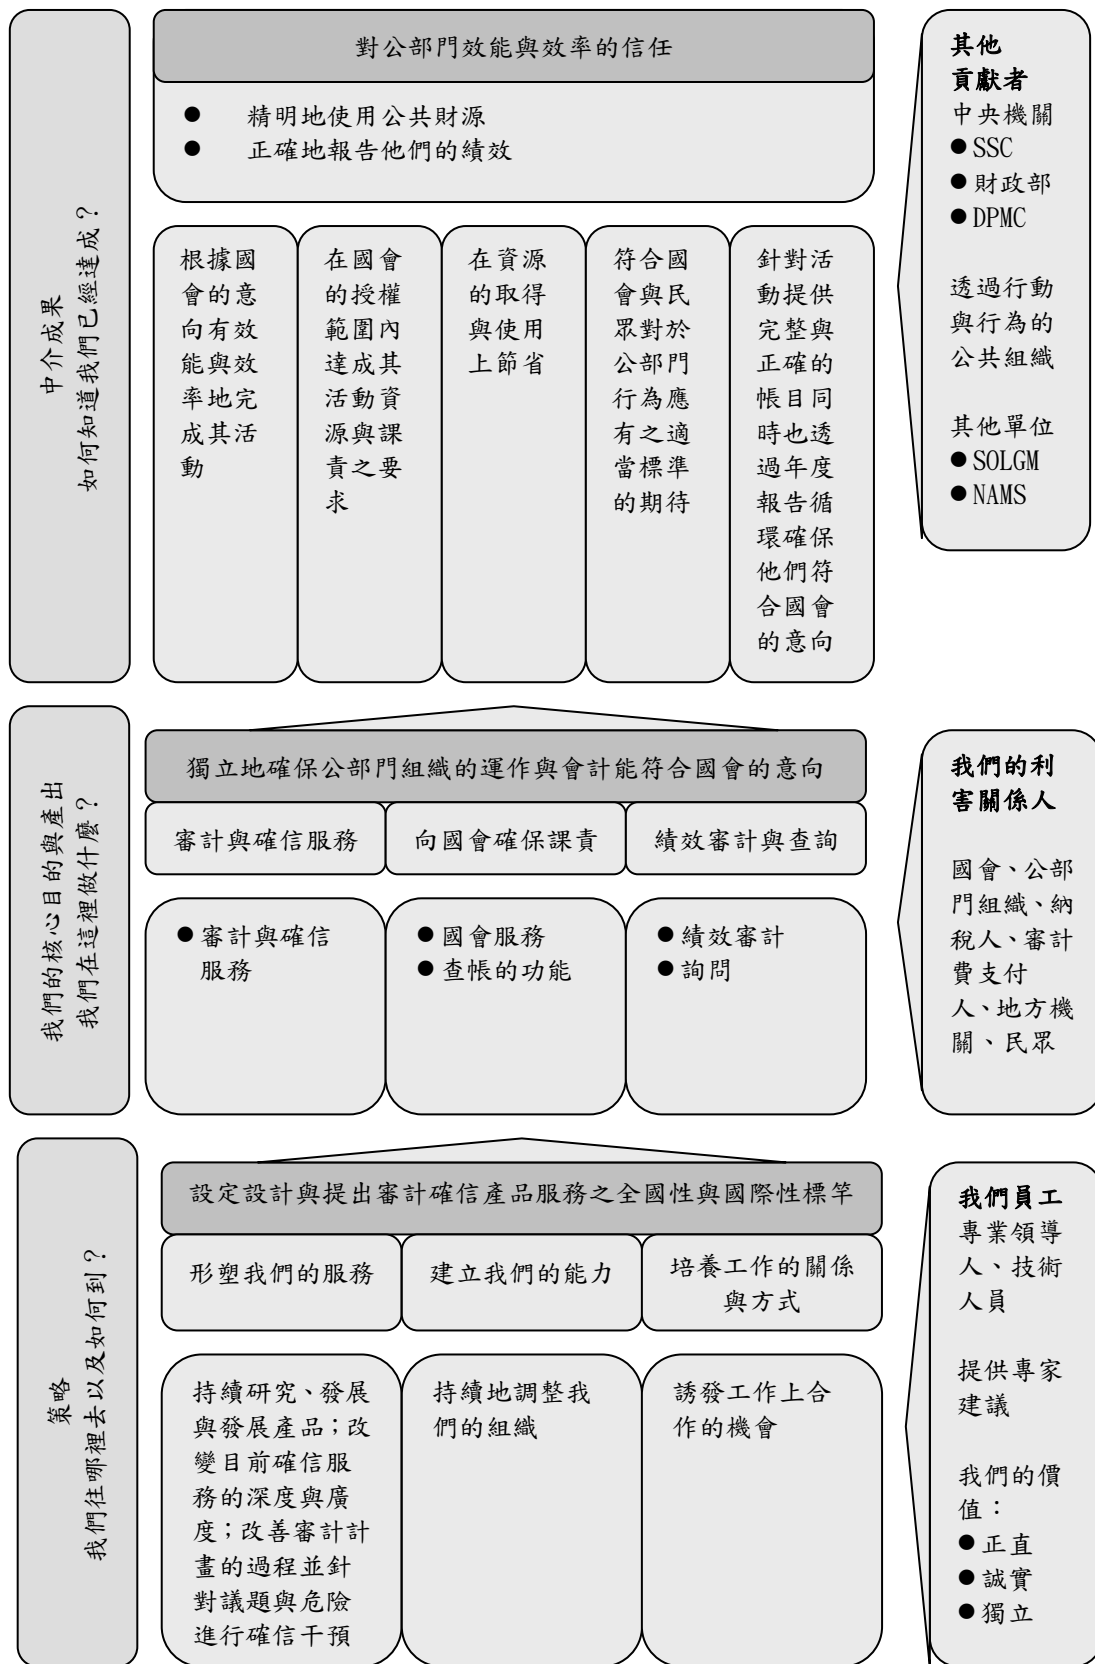 中介成果
如何知道我們已經達成？
對公部門效能與效率的信任
● 精明地使用公共財源
● 正確地報告他們的績效
根據國
會的意
向有效
能與效
率地完
成其活
動
在國會
的授權
範圍內
達成其
活動資
源與課
責之要
求
在資源
的取得
與使用
上節省
符合國
會與民
眾對於
公部門
行為應
有之適
當標準
的期待
針對活
動提供
完整與
正確的
帳目同
時也透
過年度
報告循
環確保
他們符
合國會
的意向
其他
貢獻者
中央機關
●SSC
●財政部
●DPMC
透過行動
與行為的
公共組織
其他單位
●SOLGM
●NAMS
我們的核心目的與產出
我們在這裡做什麼？
獨立地確保公部門組織的運作與會計能符合國會的意向
審計與確信服務
向國會確保課責
績效審計與查詢
●審計與確信
服務
●國會服務
●查帳的功能
●績效審計
●詢問
我們的利
害關係人
國會、公部
門組織、納
稅人、審計
費支付
人、地方機
關、民眾
策略
我們往哪裡去以及如何到？
設定設計與提出審計確信產品服務之全國性與國際性標竿
形塑我們的服務
建立我們的能力
培養工作的關係
與方式
持續研究、發展
與發展產品；改
變目前確信服
務的深度與廣
度；改善審計計
畫的過程並針
對議題與危險
進行確信干預
持續地調整我
們的組織
誘發工作上合
作的機會
我們員工
專業領導
人、技術
人員
提供專家
建議
我們的價
值：
●正直
●誠實
●獨立